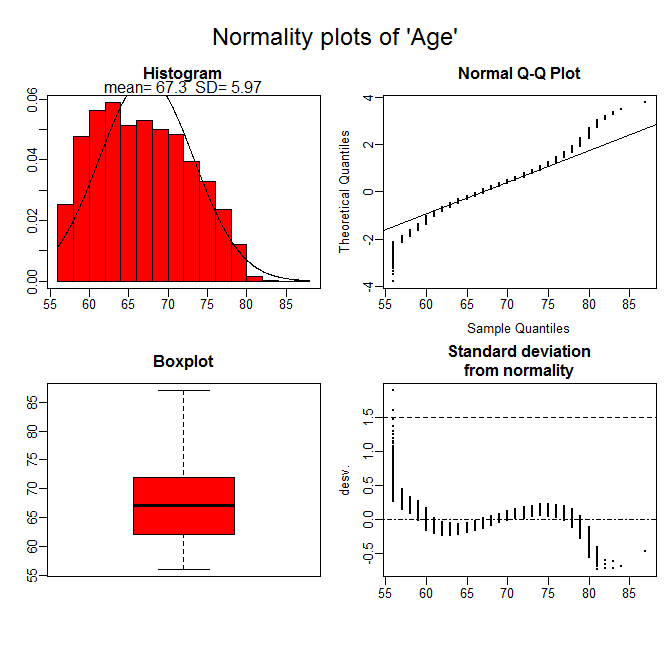 Normality plots of 'Age'
Histogram
mean= 67.3 SD= 5.97
0.00 0.02 0.04 0.06
60 65 70 75 80 85
Normal Q-Q Plot
Theoretical Quantiles
-4 -2 0 2 4
55 60 65 70 75 80 85
Sample Quantiles
Boxplot
55 60 65 70 75 80 85
Standard deviation
from normality
desv.
-0.5 0.0 0.5 1.0 1.5
55 60 65 70 75 80 85